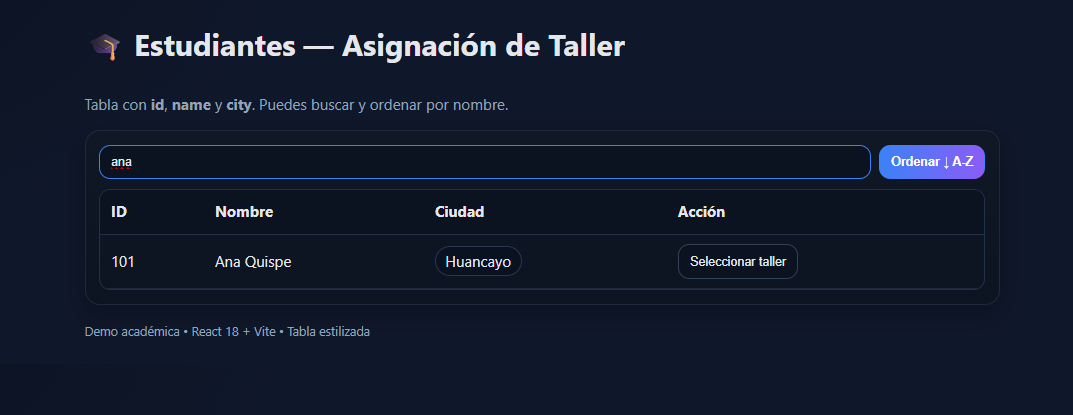 Estudiantes — Asignación de Taller
Tabla con id, name y city. Puedes buscar y ordenar por nombre.
ana
Ordenar ↓ A-Z
ID Nombre Ciudad Acción
101 Ana Quispe Huancayo Seleccionar taller
Demo académica • React 18 + Vite • Tabla estilizada